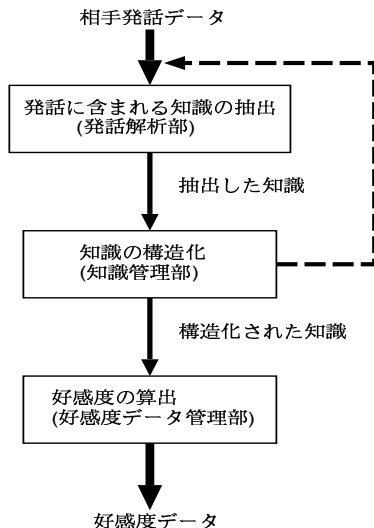 相手発話データ
発話に含まれる知識の抽出
(発話解析部)
抽出した知識
知識の構造化
(知識管理部)
構造化された知識
好感度の算出
(好感度データ管理部)
好感度データ